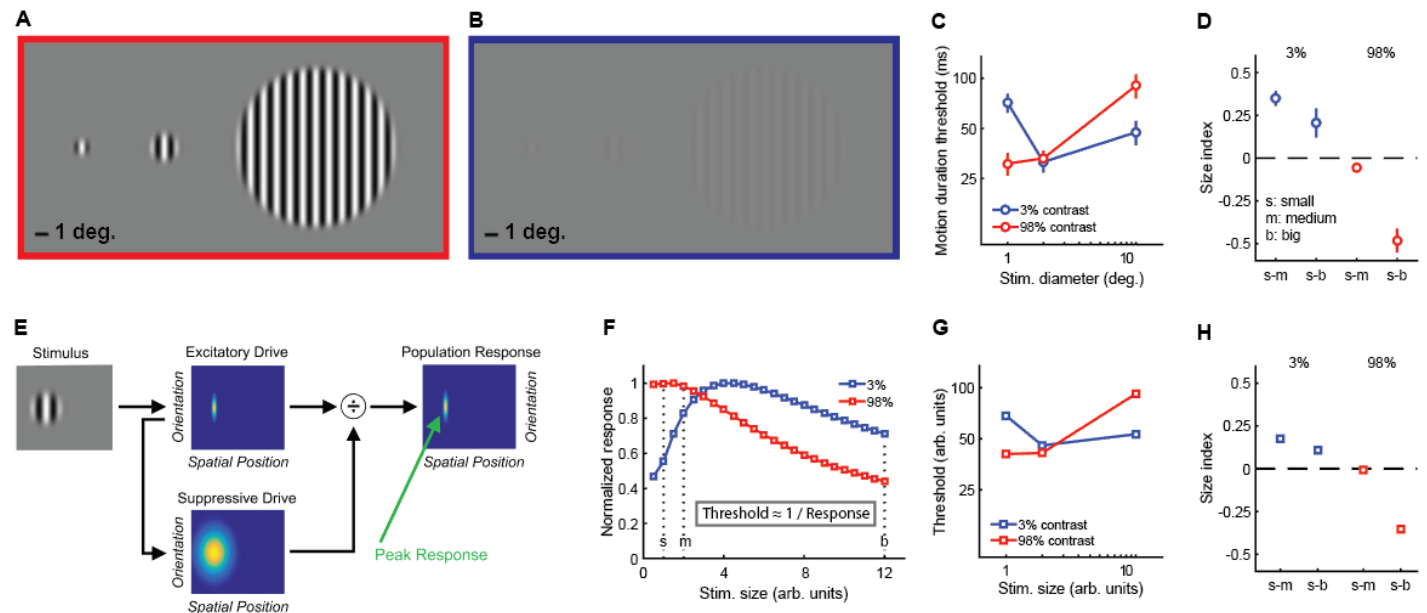 A
1 deg.
B
1 deg.
C
Motion duration threshold (ms)
100
50
25
3% contrast
98% contrast
1
10
Stim. diameter (deg.)
D
3%
98%
Size index
0.5
0.25
0
-0.25
-0.5
s: small
m: medium
b: big
s-m
s-b
s-m
s-b
E
Stimulus
Excitatory Drive
Orientation
Spatial Position
÷
Population Response
Orientation
Spatial Position
Suppressive Drive
Orientation
Spatial Position
Peak Response
F
Normalized response
1
0.8
0.6
0.4
0.2
0
3%
98%
Threshold ≈ 1 / Response
s
m
b
0
4
8
12
Stim. size (arb. units)
G
Threshold (arb. units)
100
50
25
3% contrast
98% contrast
1
10
Stim. size (arb. units)
H
3%
98%
Size index
0.5
0.25
0
-0.25
-0.5
s-m
s-b
s-m
s-b